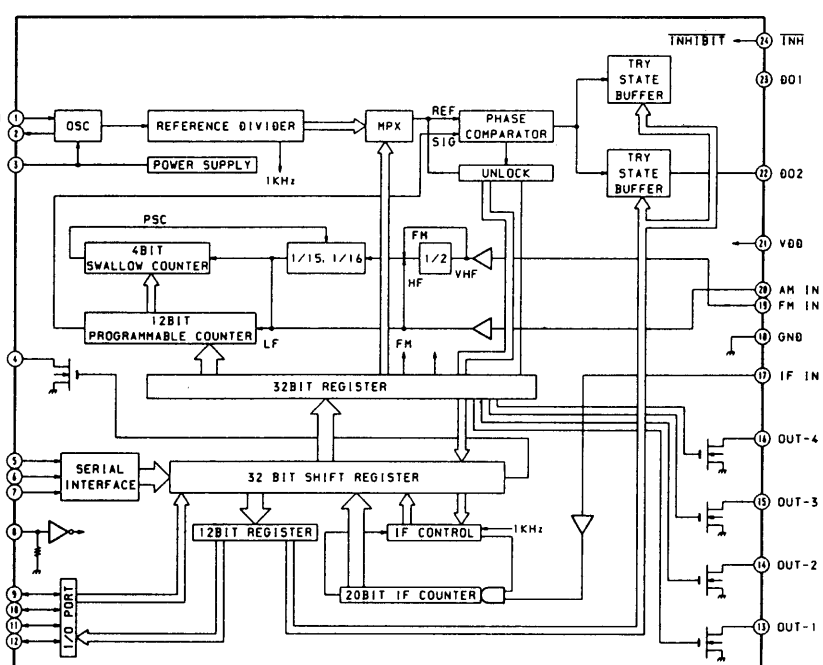 INHIBIT
24
INH
TRY
STATE
BUFFER
23
DO1
1
2
OSC
REFERENCE DIVIDER
MPX
REF
SIG
PHASE
COMPARATOR
3
POWER SUPPLY
1KHz
UNLOCK
TRY
STATE
BUFFER
22
DO2
PSC
4BIT
SWALLOW COUNTER
1/15, 1/16
FM
1/2
HF
VHF
21
VDD
20
AM IN
19
FM IN
12BIT
PROGRAMMABLE COUNTER
LF
FM
18
GND
4
32BIT REGISTER
17
IF IN
5
6
7
SERIAL
INTERFACE
32 BIT SHIFT REGISTER
16
OUT-4
8
12BIT REGISTER
IF CONTROL
1KHz
15
OUT-3
9
10
11
12
I/O PORT
20BIT IF COUNTER
14
OUT-2
13
OUT-1